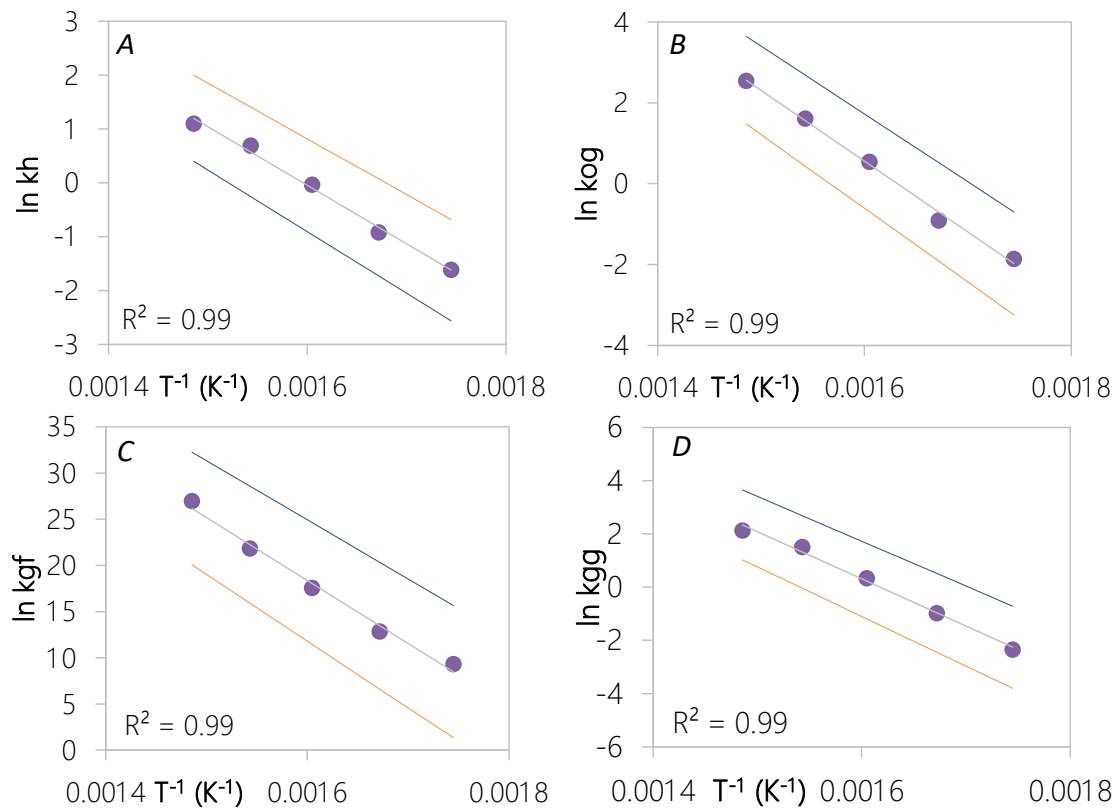 A
3
2
1
0
-1
-2
-3
ln kh
R² = 0.99
0.0014 T⁻¹ (K⁻¹) 0.0016 0.0018
B
4
2
0
-2
-4
ln kog
R² = 0.99
0.0014 T⁻¹ (K⁻¹) 0.0016 0.0018
C
35
30
25
20
15
10
5
0
ln kgf
R² = 0.99
0.0014 T⁻¹ (K⁻¹) 0.0016 0.0018
D
6
4
2
0
-2
-4
-6
ln kgg
R² = 0.99
0.0014 T⁻¹ (K⁻¹) 0.0016 0.0018